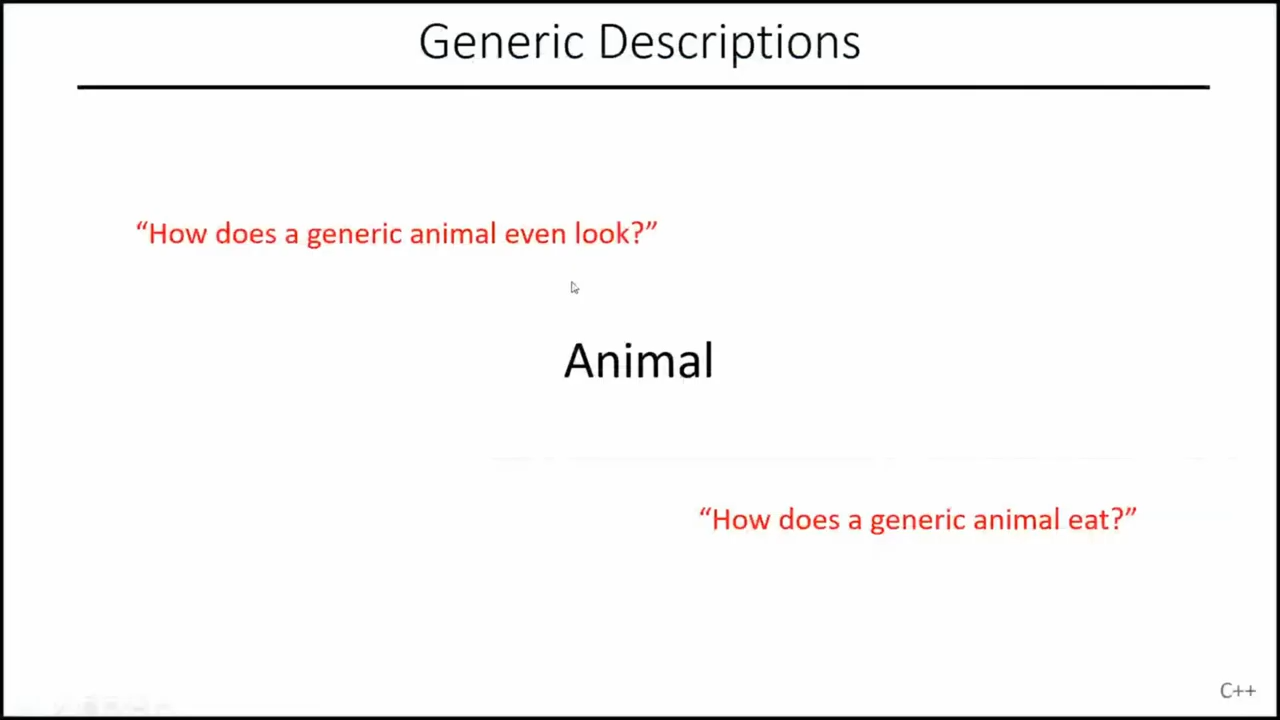 Generic Descriptions
“How does a generic animal even look?”
Animal
“How does a generic animal eat?”
C++